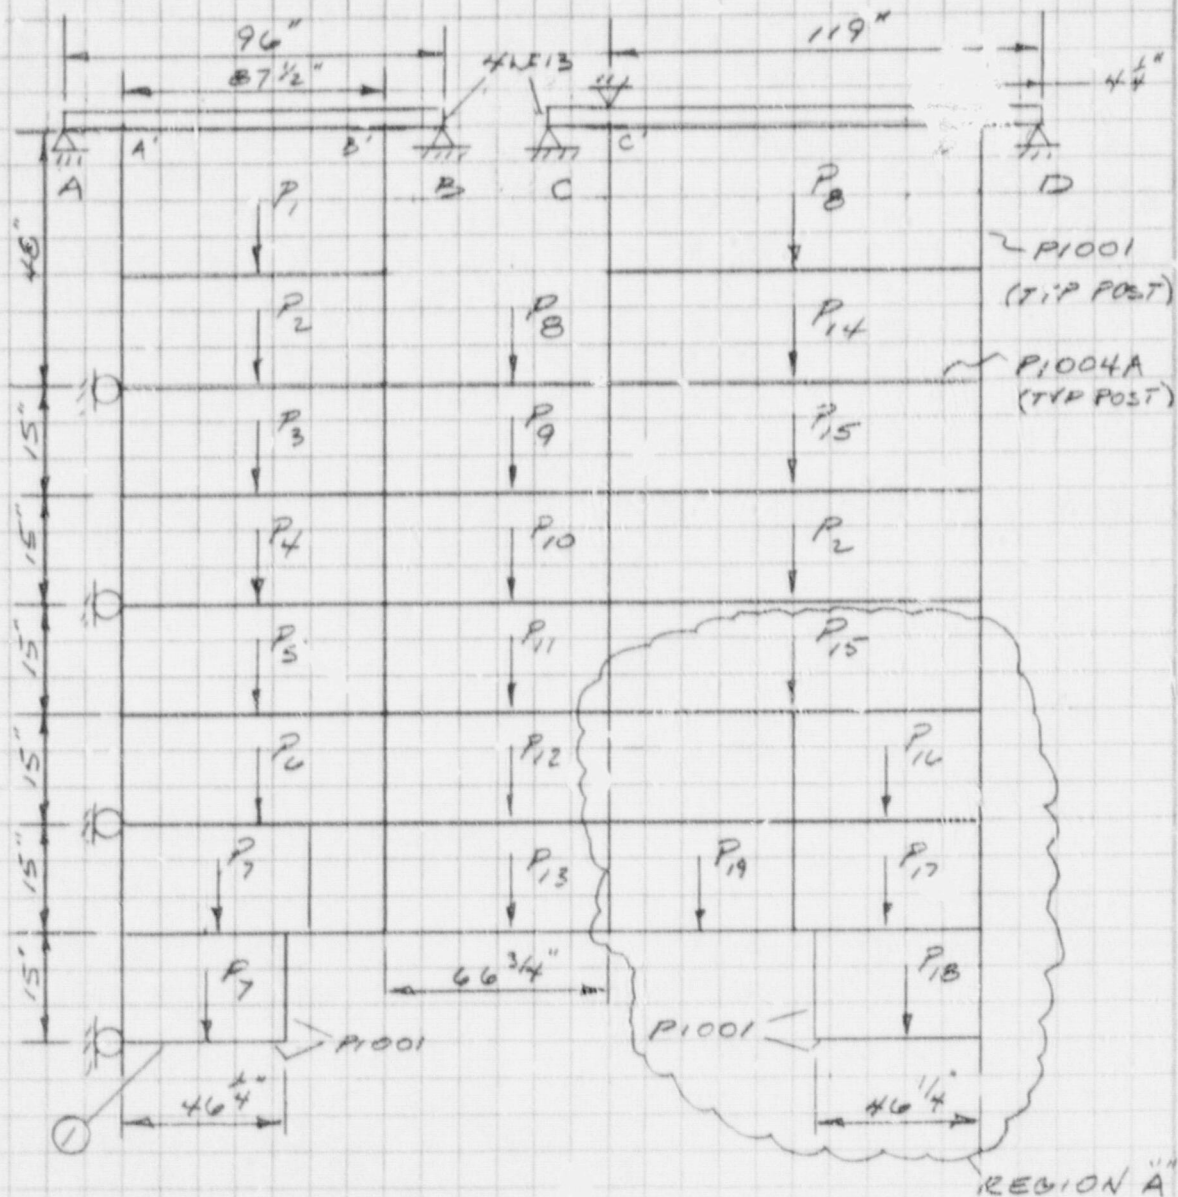 96"
119"
87 1/2"
4 1/4"
A'
B'
C'
A
B
C
D
48"
P1
P8
P1001
(TYP POST)
P2
P8
P14
P1004A
(TYP POST)
15"
P3
P9
P15
15"
P4
P10
P2
15"
P5
P11
P15
15"
P6
P12
P16
15"
P7
P13
P19
P17
15"
P7
66 3/4"
P18
P1001
P1001
46 1/4"
46 1/4"
1
REGION "A"